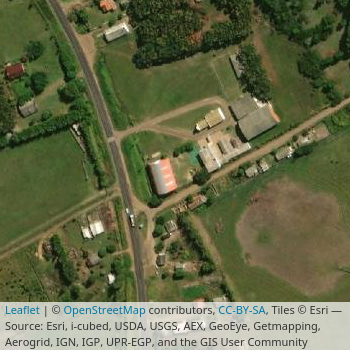 Leaflet | © OpenStreetMap contributors, CC-BY-SA, Tiles © Esri —
Source: Esri, i-cubed, USDA, USGS, AEX, GeoEye, Getmapping,
Aerogrid, IGN, IGP, UPR-EGP, and the GIS User Community